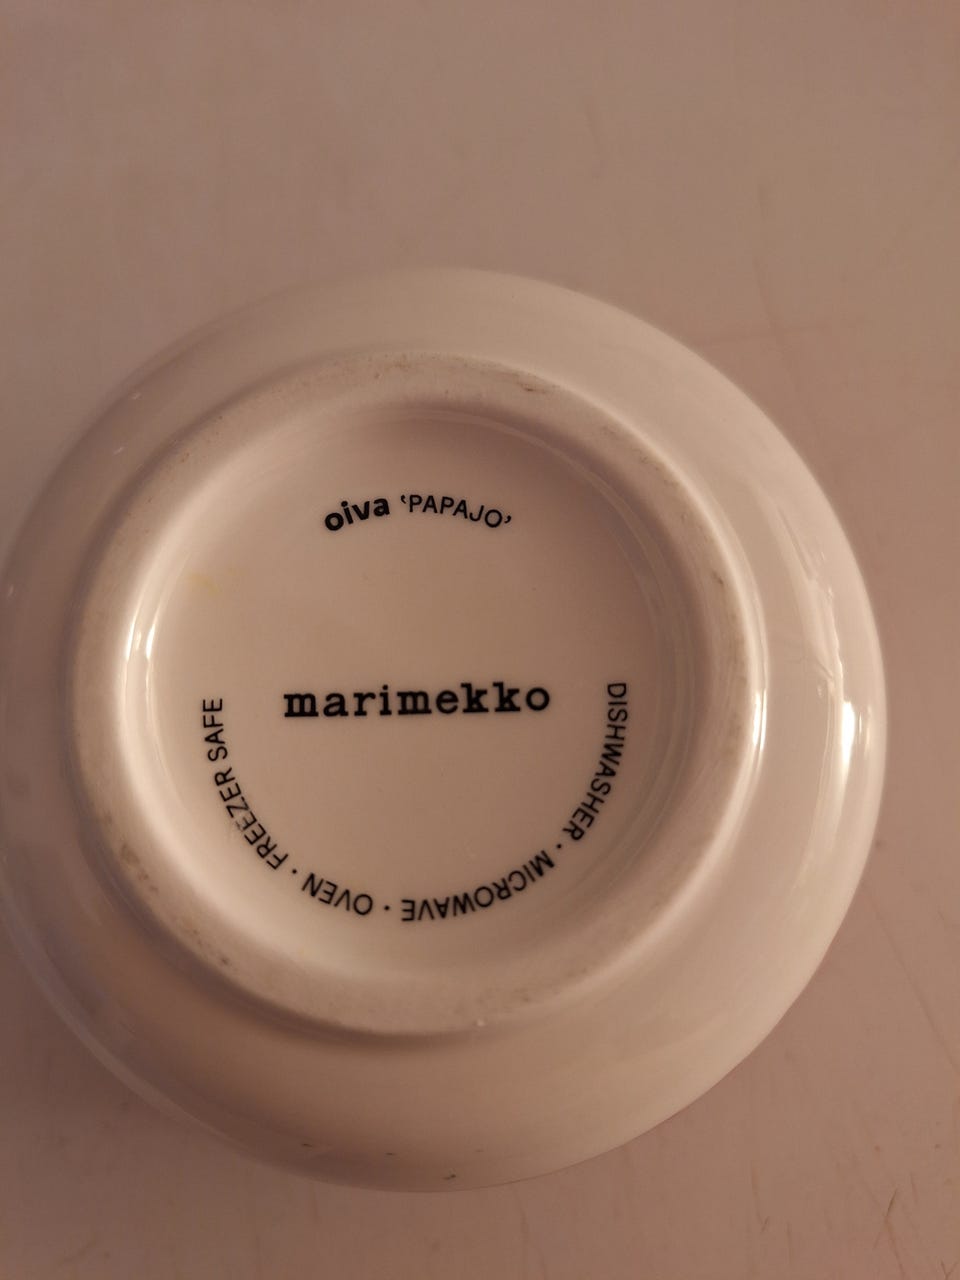 oiva ‘PAPAJO’
marimekko
DISHWASHER · MICROWAVE · OVEN · FREEZER SAFE